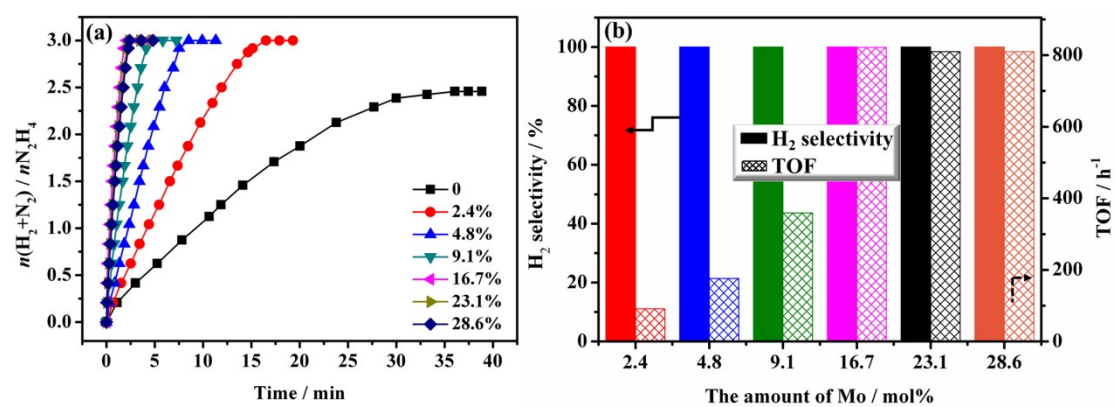 (a)
n(H₂+N₂) / nN₂H₄
3.0
2.5
2.0
1.5
1.0
0.5
0.0
0
2.4%
4.8%
9.1%
16.7%
23.1%
28.6%
0 5 10 15 20 25 30 35 40
Time / min
(b)
H₂ selectivity / %
100
80
60
40
20
0
H₂ selectivity
TOF
800
600
400
200
0
TOF / h⁻¹
2.4 4.8 9.1 16.7 23.1 28.6
The amount of Mo / mol%